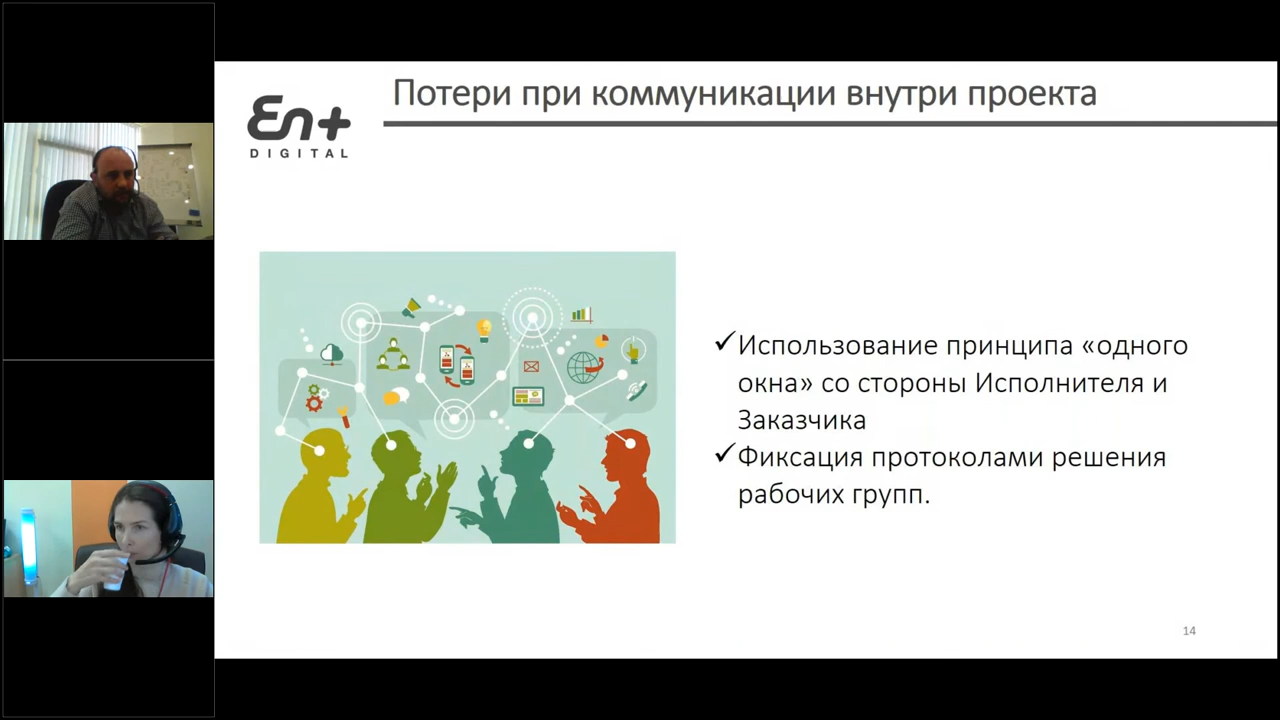 Потери при коммуникации внутри проекта
En+
DIGITAL
Использование принципа «одного
окна» со стороны Исполнителя и
Заказчика
Фиксация протоколами решения
рабочих групп.
14